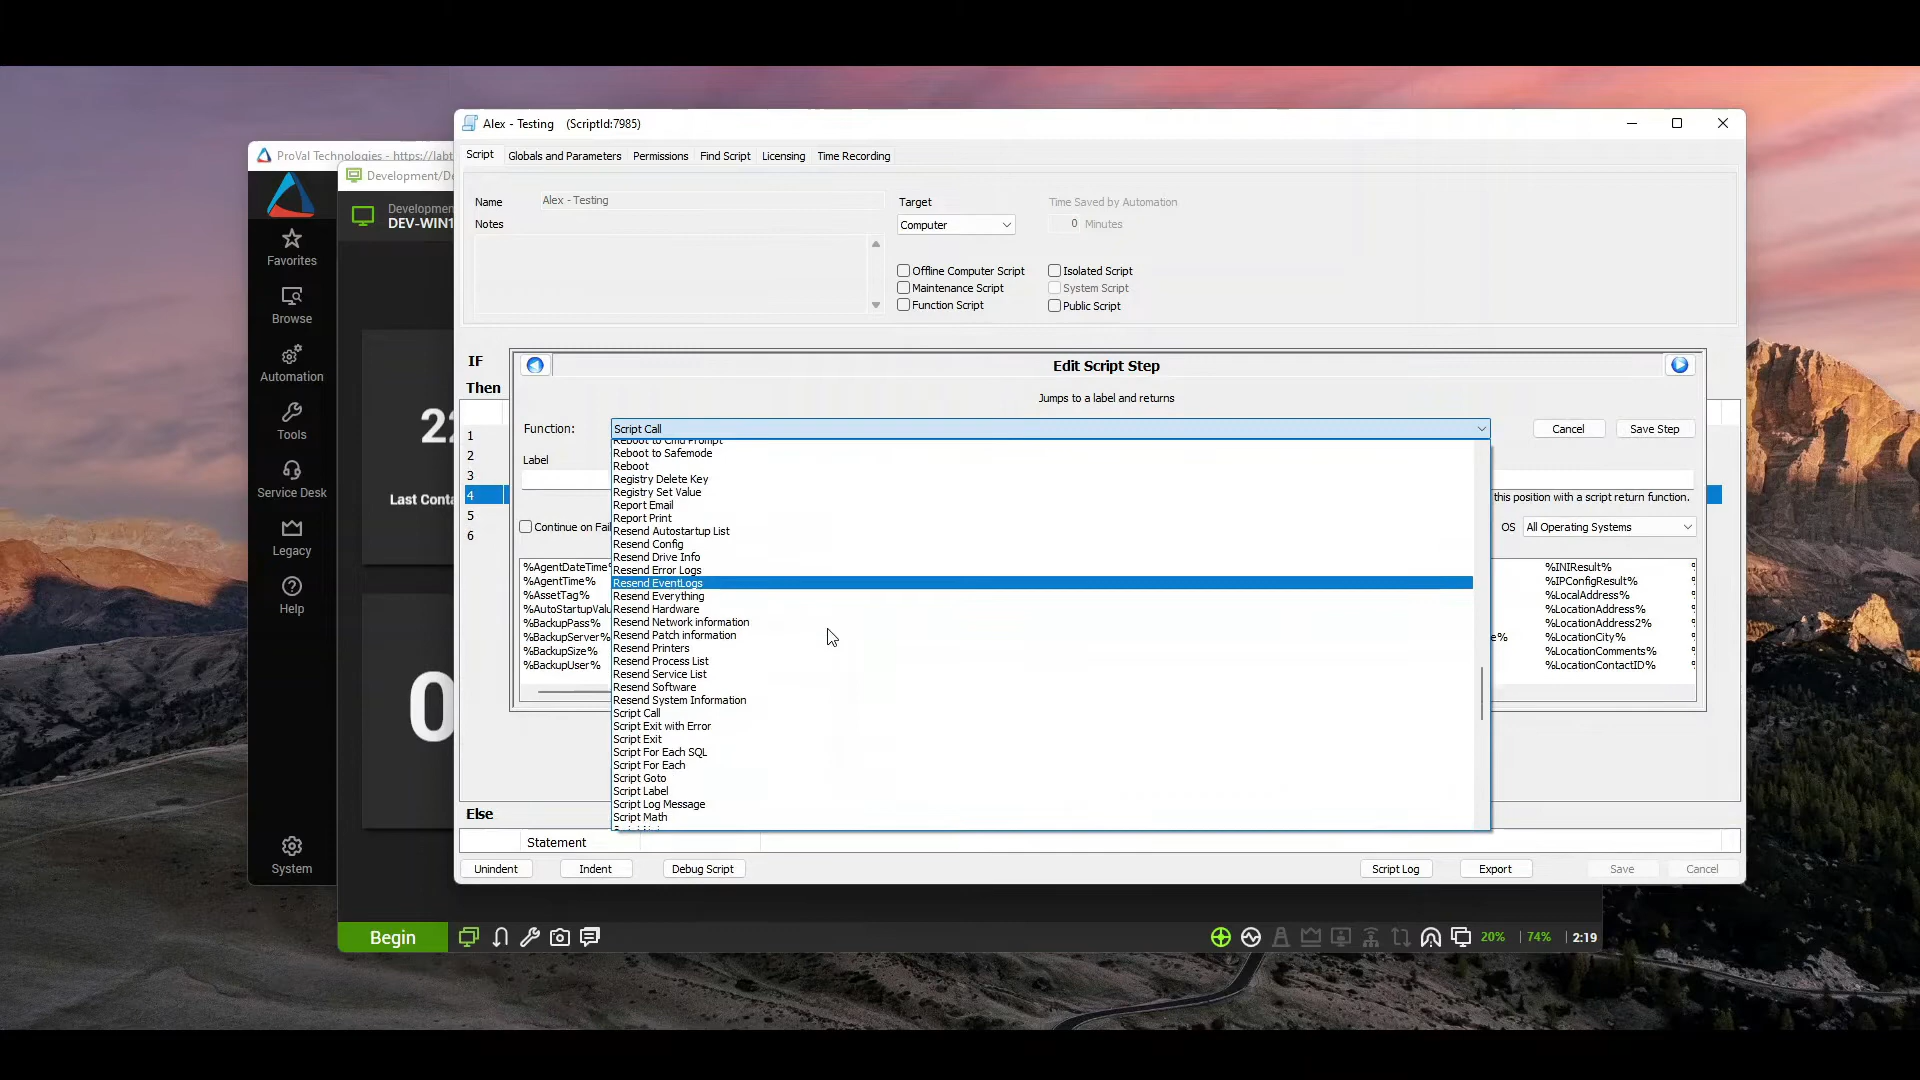 Alex - Testing (ScriptId:7985)
ProVal Technologies - https://labt
Development/De
Script
Globals and Parameters
Permissions
Find Script
Licensing
Time Recording
Name
Alex - Testing
Notes
Target
Computer
Time Saved by Automation
0 Minutes
Offline Computer Script
Maintenance Script
Function Script
Isolated Script
System Script
Public Script
Developmen
DEV-WIN1
Favorites
Browse
Automation
Tools
Service Desk
Legacy
Help
System
Last Conta
0
IF
Then
1
2
3
4
5
6
Edit Script Step
Jumps to a label and returns
Function:
Script Call
Cancel
Save Step
Label
this position with a script return function.
Continue on Fail
OS
All Operating Systems
Reboot to Cmd Prompt
Reboot to Safemode
Reboot
Registry Delete Key
Registry Set Value
Report Email
Report Print
Resend Autostartup List
Resend Config
Resend Drive Info
Resend Error Logs
Resend EventLogs
Resend Everything
Resend Hardware
Resend Network information
Resend Patch information
Resend Printers
Resend Process List
Resend Service List
Resend Software
Resend System Information
Script Call
Script Exit with Error
Script Exit
Script For Each SQL
Script For Each
Script Goto
Script Label
Script Log Message
Script Math
%AgentDateTime%
%AgentTime%
%AssetTag%
%AutoStartupValu
%BackupPass%
%BackupServer%
%BackupSize%
%BackupUser%
e%
%INIResult%
%IPConfigResult%
%LocalAddress%
%LocationAddress%
%LocationAddress2%
%LocationCity%
%LocationComments%
%LocationContactID%
Else
Statement
Unindent
Indent
Debug Script
Script Log
Export
Save
Cancel
Begin
20%
74%
2:19